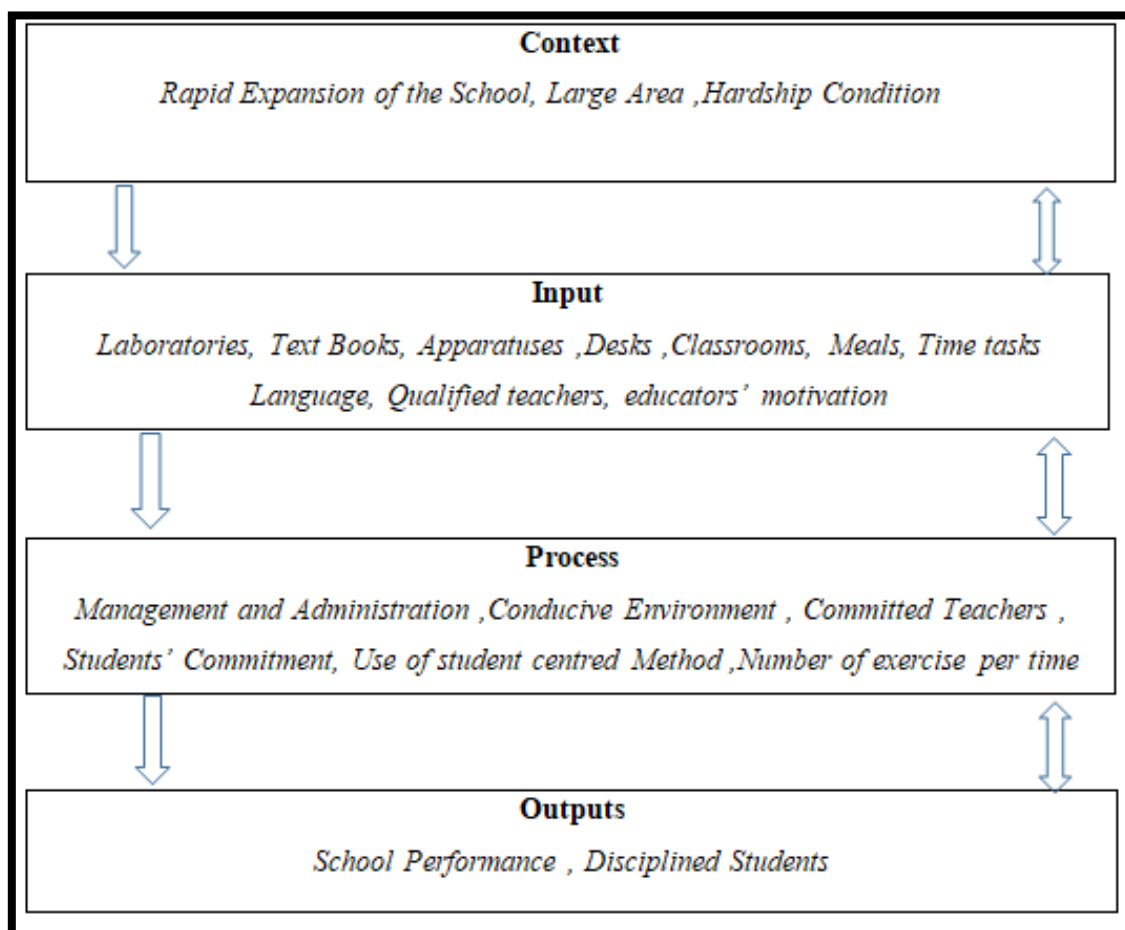 Context
Rapid Expansion of the School, Large Area ,Hardship Condition
Input
Laboratories, Text Books, Apparatuses ,Desks ,Classrooms, Meals, Time tasks
Language, Qualified teachers, educators’ motivation
Process
Management and Administration ,Conducive Environment , Committed Teachers ,
Students’ Commitment, Use of student centred Method ,Number of exercise per time
Outputs
School Performance , Disciplined Students